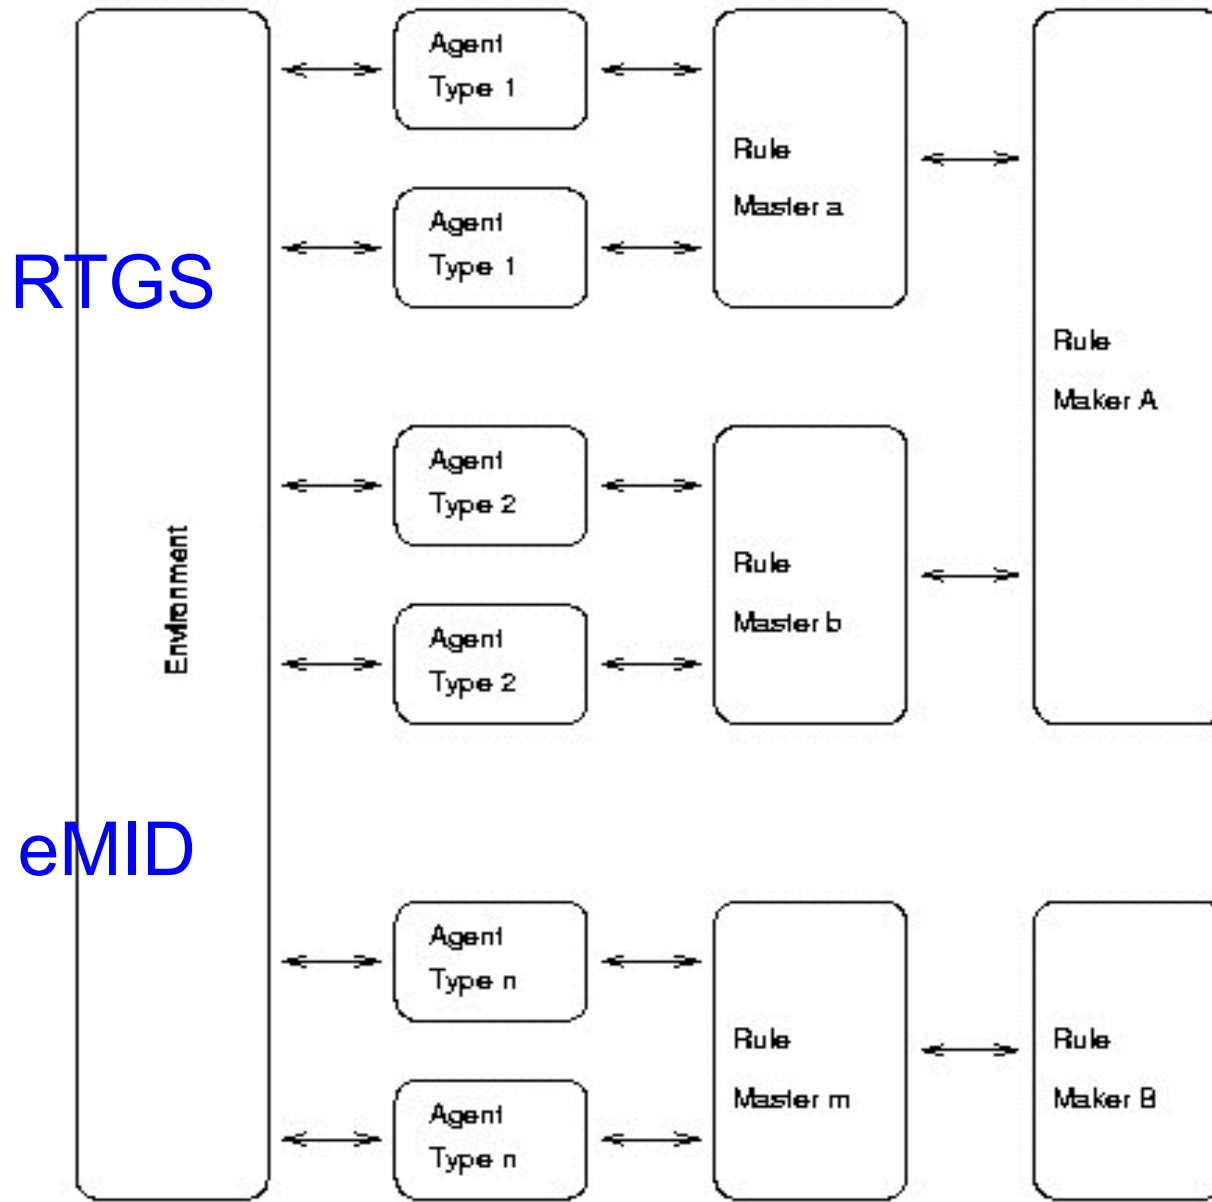 Agent
Type 1
Rule
Master a
Agent
Type 1
RTGS
Rule
Maker A
Agent
Type 2
Environment
Rule
Master b
Agent
Type 2
eMID
Agent
Type n
Rule
Master m
Rule
Maker B
Agent
Type n